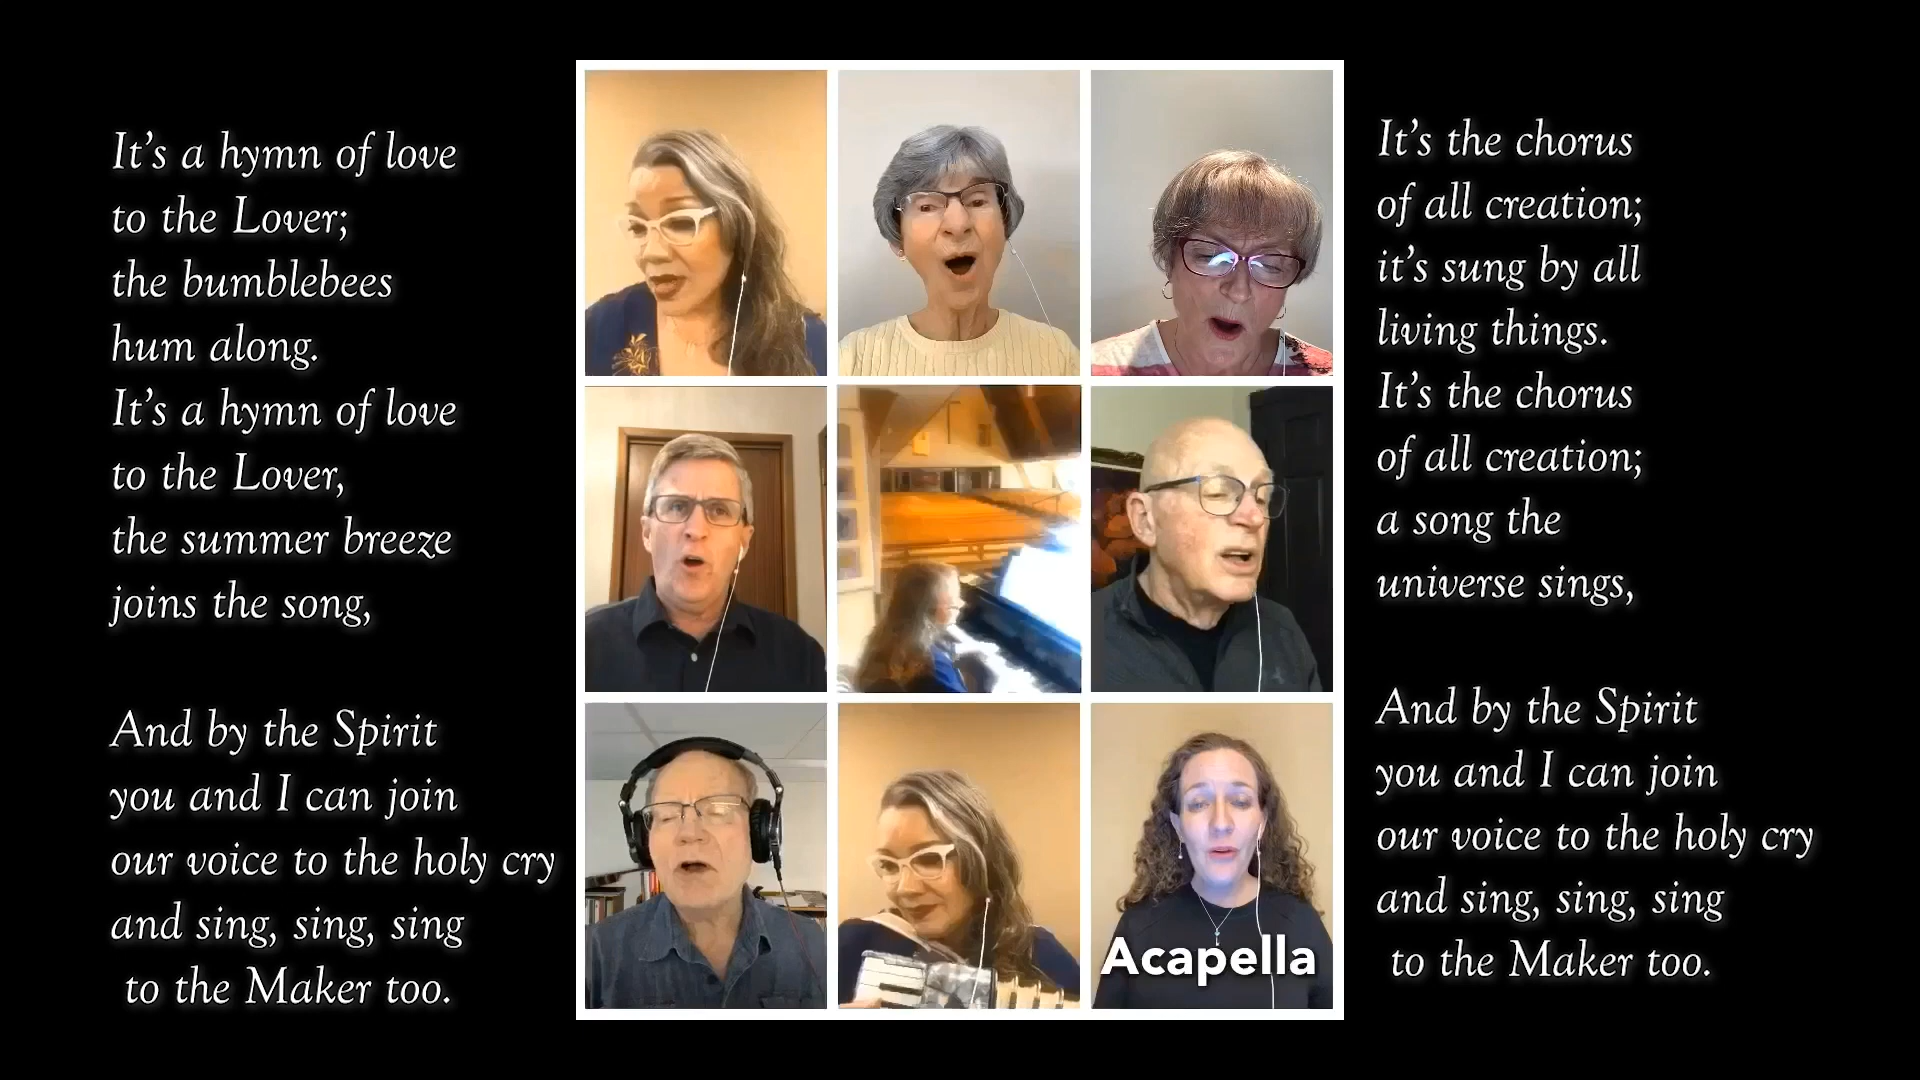 It's a hymn of love
to the Lover;
the bumblebees
hum along.
It's a hymn of love
to the Lover,
the summer breeze
joins the song,
And by the Spirit
you and I can join
our voice to the holy cry
and sing, sing, sing
to the Maker too.
It's the chorus
of all creation;
it's sung by all
living things.
It's the chorus
of all creation;
a song the
universe sings,
And by the Spirit
you and I can join
our voice to the holy cry
and sing, sing, sing
to the Maker too.
Acapella